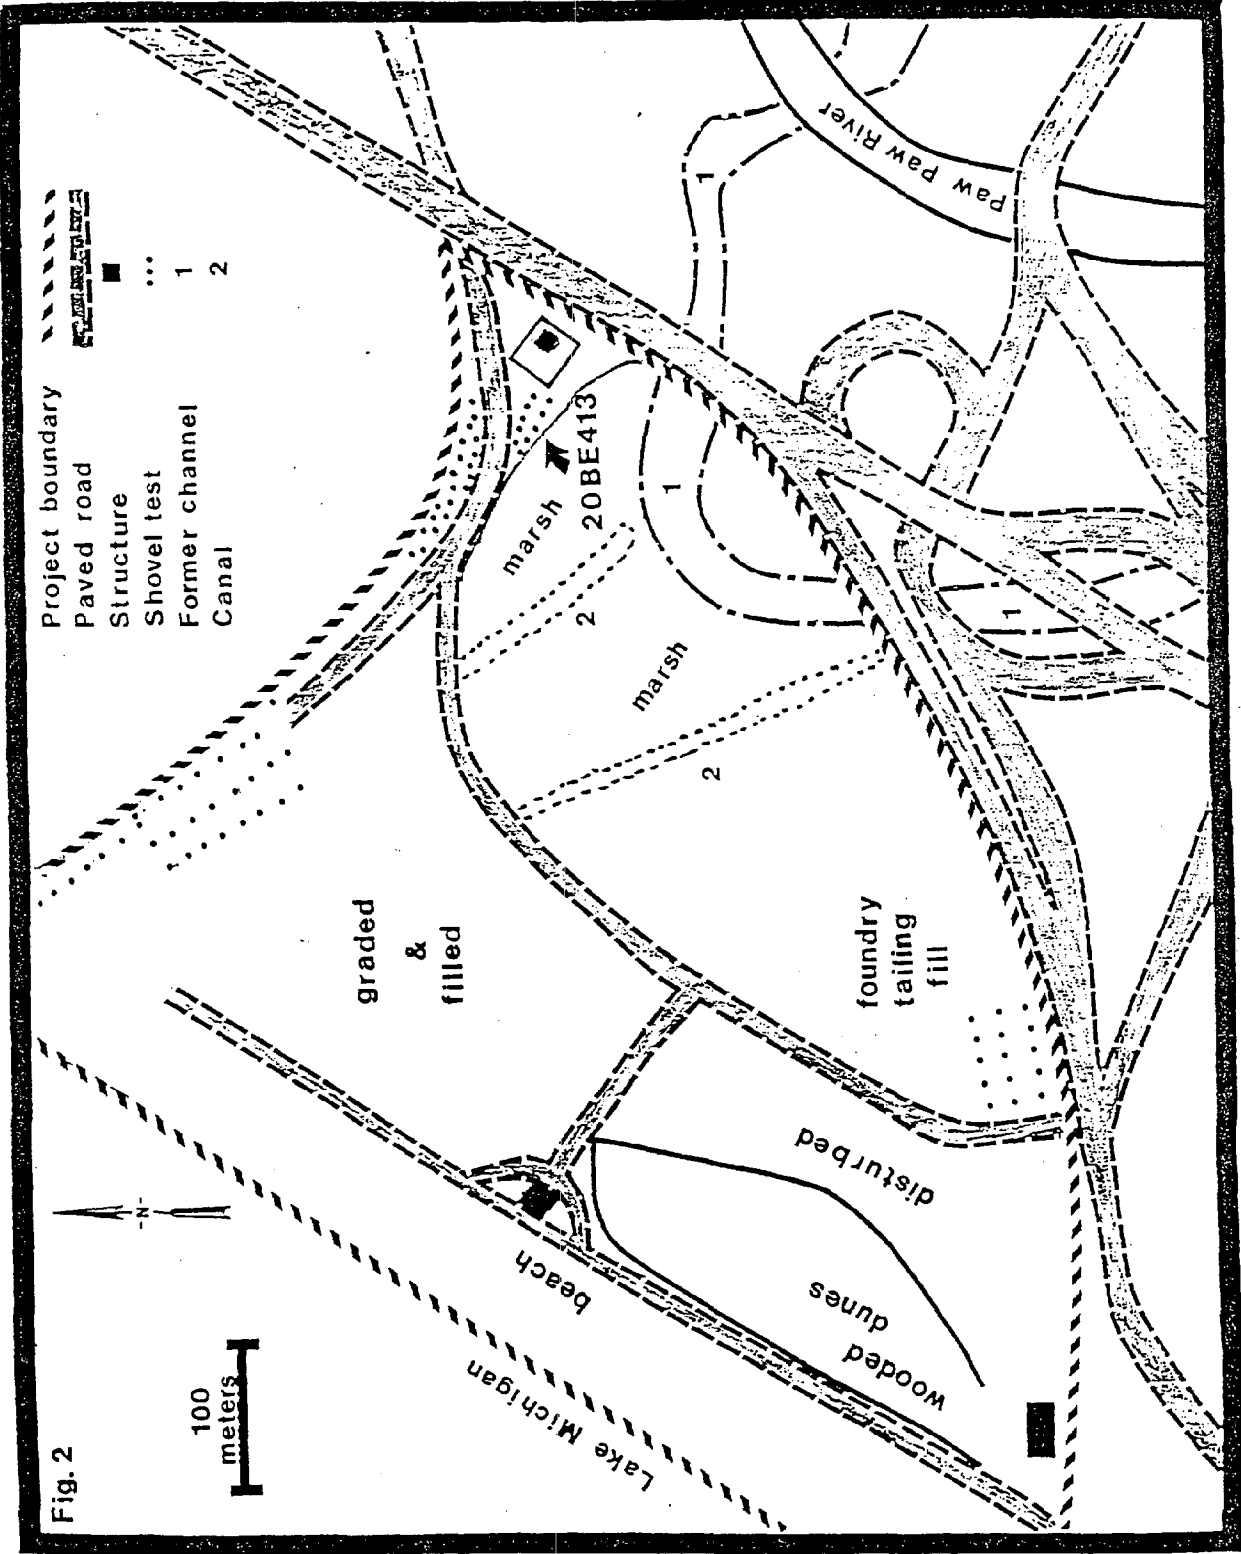 Fig. 2
100
meters
-N-
Project boundary
Paved road
Structure
Shovel test
Former channel
1
Canal
2
Lake Michigan
beach
wooded
dunes
disturbed
graded
&
filled
foundry
tailing
fill
marsh
marsh
20BE413
2
2
1
1
1
Paw Paw River